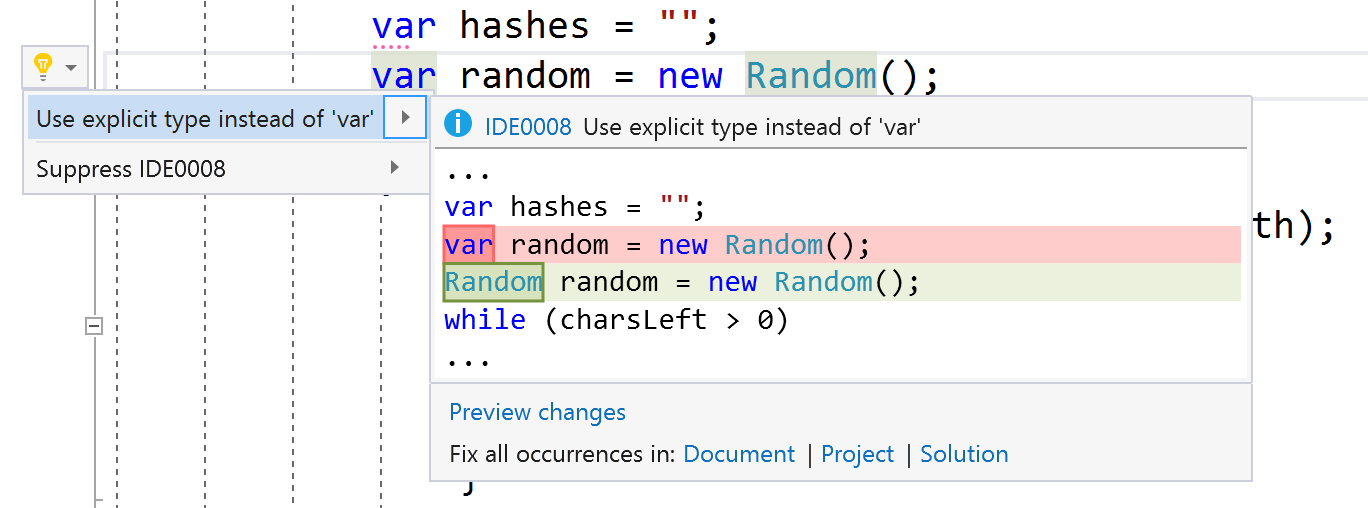 var hashes = "";
var random = new Random();
Use explicit type instead of 'var'
Suppress IDE0008
IDE0008 Use explicit type instead of 'var'
...
var hashes = "";
var random = new Random();
Random random = new Random();
while (charsLeft > 0)
...
th);
Preview changes
Fix all occurrences in: Document | Project | Solution
}